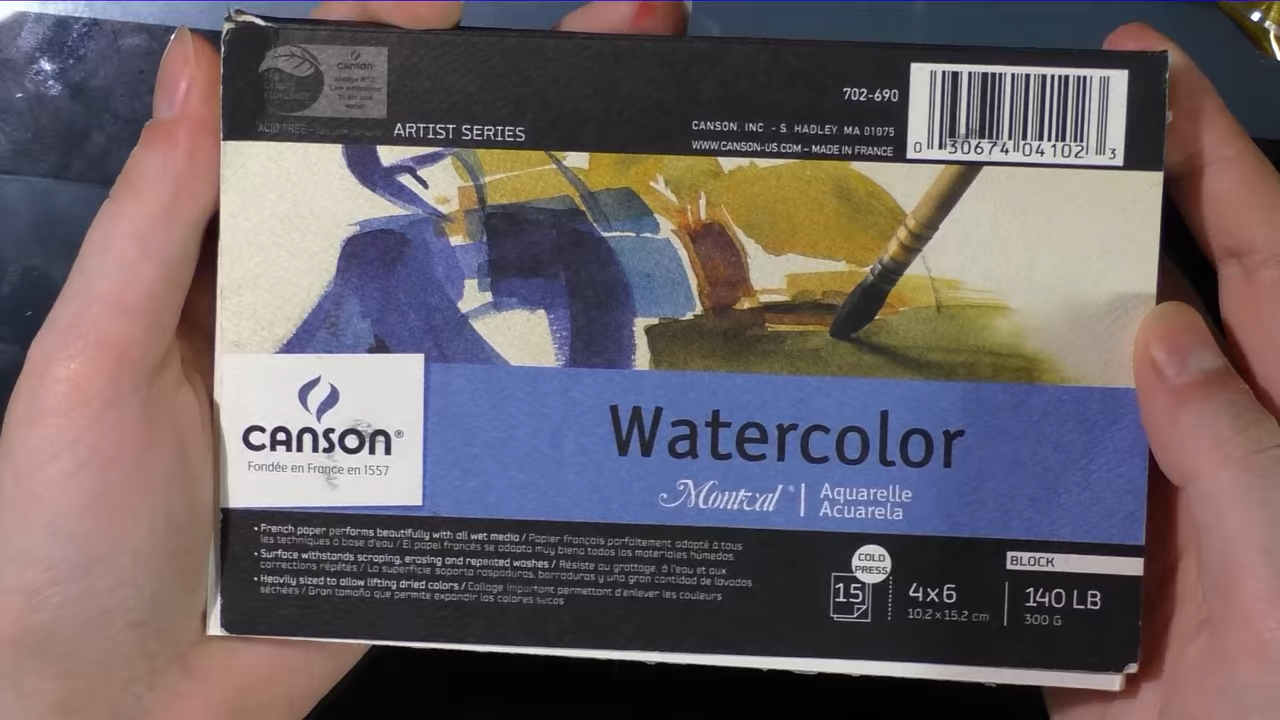 CANSON
702-690
ACID FREE
ARTIST SERIES
CANSON, INC. - S. HADLEY, MA 01075
WWW.CANSON-US.COM – MADE IN FRANCE
0 30674 04102 3
CANSON®
Fondée en France en 1557
Watercolor
Montval® | Aquarelle
Acuarela
• French paper performs beautifully with all wet media / Papier français parfaitement adapté à tous
les techniques à base d'eau / El papel francés se adapta muy biena todos los materiales húmedos
• Surface withstands scraping, erasing and repeated washes / Résiste au grattage, à l'eau et aux
corrections répétés / La superficie soporta raspaduras, borraduras y una gran cantidad de lavados
• Heavily sized to allow lifting dried colors / Collage important permettant d'enlever les couleurs
séchées / Gran tamaño que permite expandir los colores secos
COLD
PRESS
15
4x6
10,2 x 15,2 cm
BLOCK
140 LB
300 G